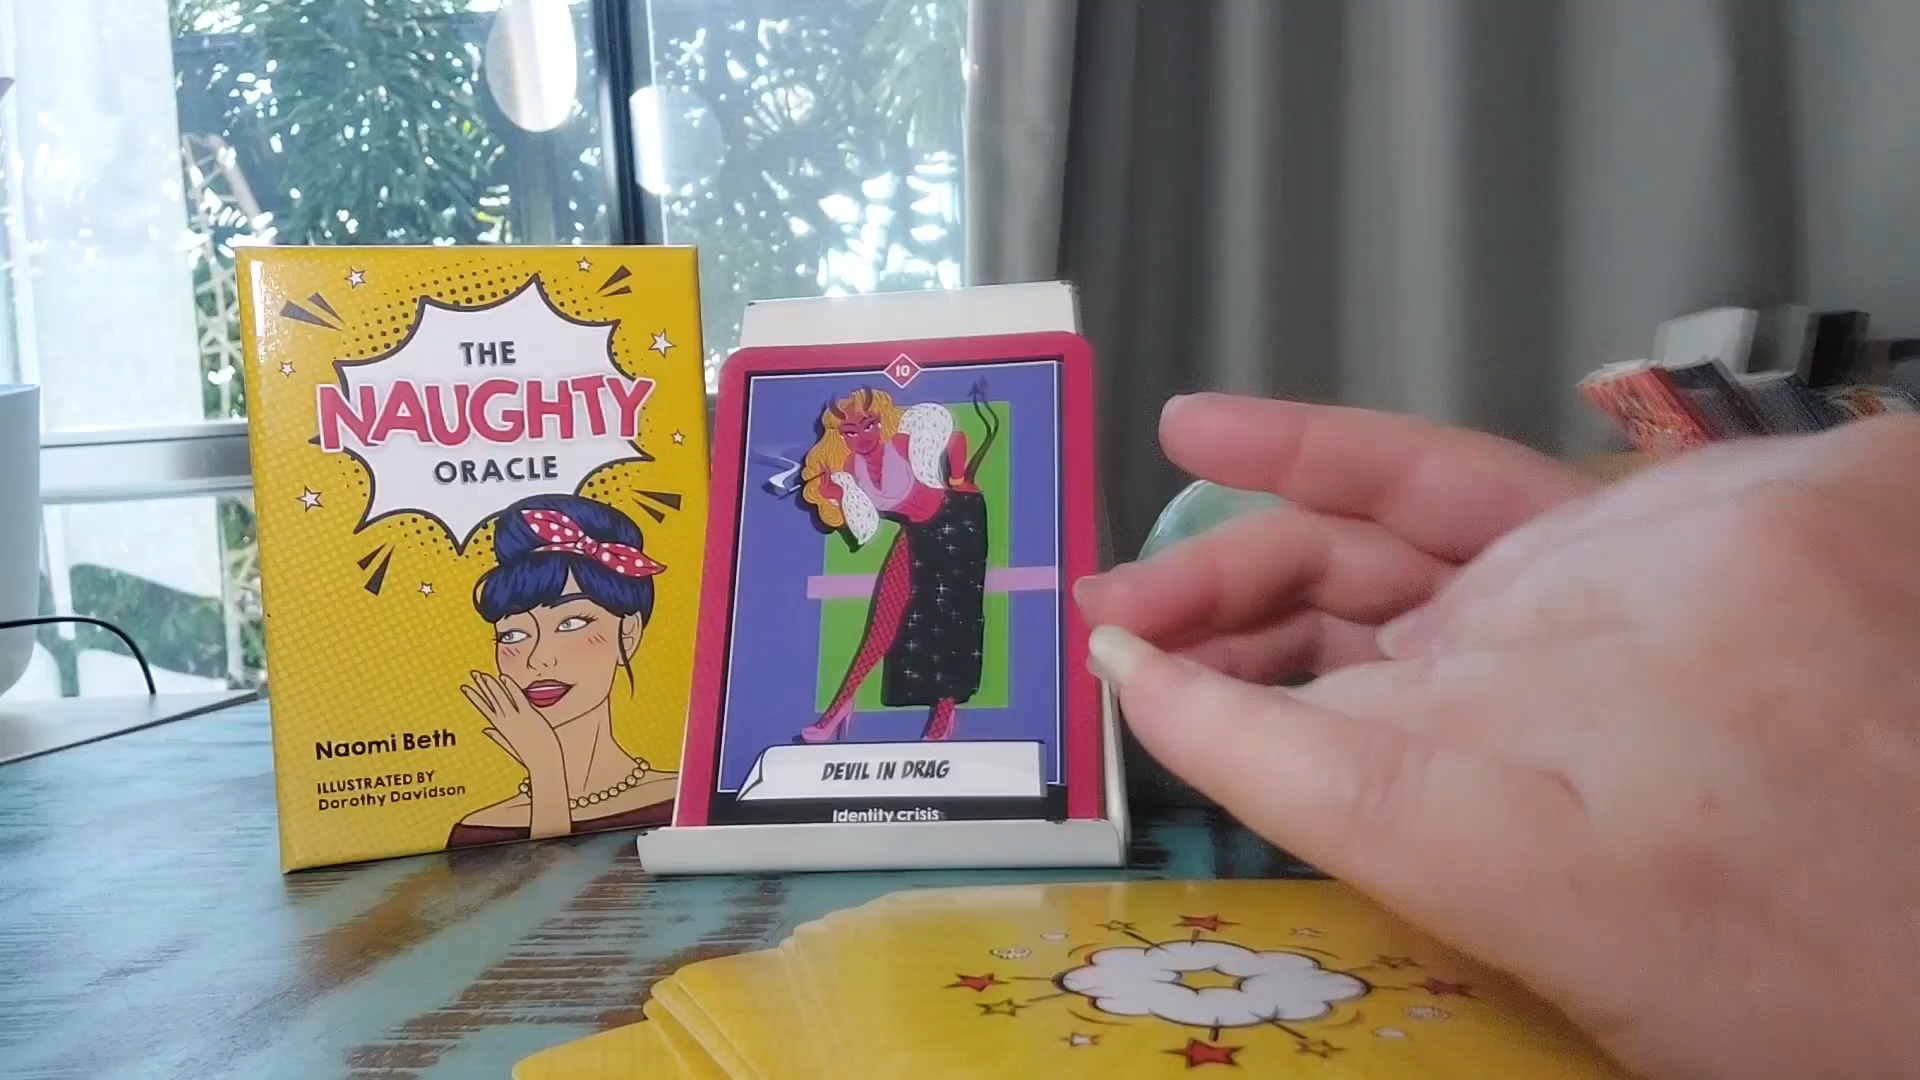 THE
NAUGHTY
ORACLE
Naomi Beth
ILLUSTRATED BY
Dorothy Davidson
10
DEVIL IN DRAG
Identity crisis